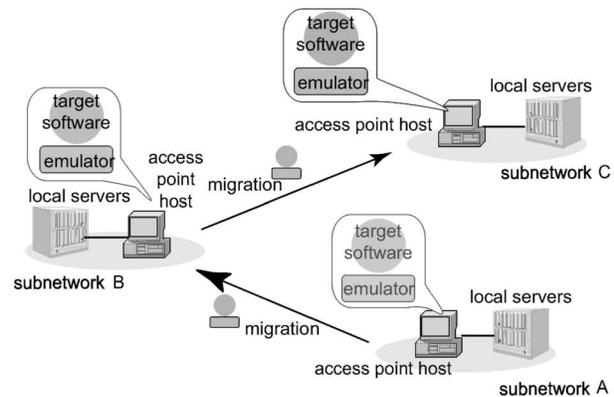 target
software
emulator
local servers
access point host
subnetwork C
target
software
emulator
access
point
host
local servers
migration
subnetwork B
target
software
emulator
local servers
migration
access point host
subnetwork A